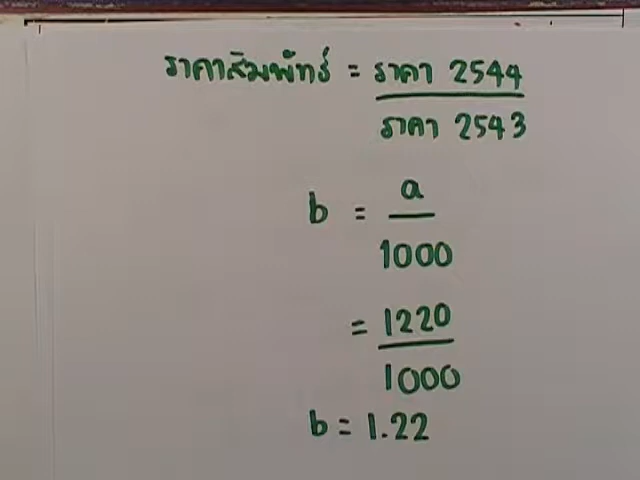 ราคาสัมพัทธ์ = ราคา 2544
ราคา 2543
b = a
1000
= 1220
1000
b = 1.22